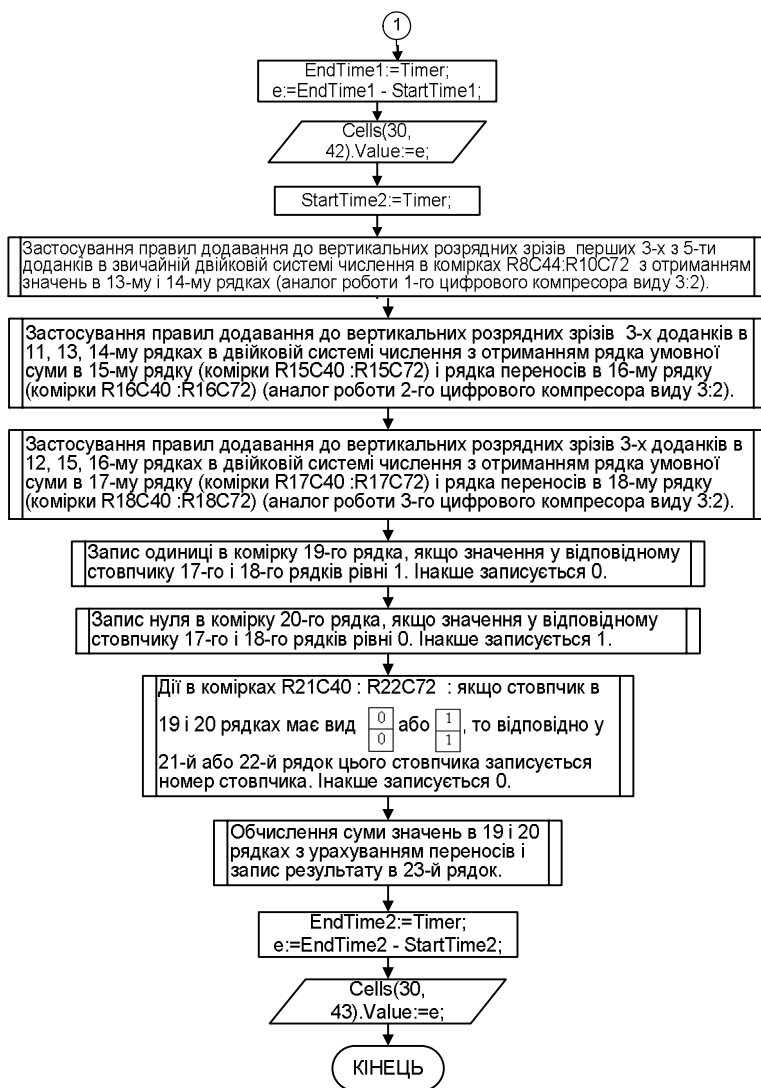 1
EndTime1:=Timer;
e:=EndTime1 - StartTime1;
Cells(30,
42).Value:=e;
StartTime2:=Timer;
Застосування правил додавання до вертикальних розрядних зрізів перших 3-х з 5-ти
доданків в звичайній двійковій системі числення в комірках R8C44:R10C72 з отриманням
значень в 13-му і 14-му рядках (аналог роботи 1-го цифрового компресора виду 3:2).
Застосування правил додавання до вертикальних розрядних зрізів 3-х доданків в
11, 13, 14-му рядках в двійковій системі числення з отриманням рядка умовної
суми в 15-му рядку (комірки R15C40 :R15C72) і рядка переносів в 16-му рядку
(комірки R16C40 :R16C72) (аналог роботи 2-го цифрового компресора виду 3:2).
Застосування правил додавання до вертикальних розрядних зрізів 3-х доданків в
12, 15, 16-му рядках в двійковій системі числення з отриманням рядка умовної
суми в 17-му рядку (комірки R17C40 :R17C72) і рядка переносів в 18-му рядку
(комірки R18C40 :R18C72) (аналог роботи 3-го цифрового компресора виду 3:2).
Запис одиниці в комірку 19-го рядка, якщо значення у відповідному
стовпчику 17-го і 18-го рядків рівні 1. Інакше записується 0.
Запис нуля в комірку 20-го рядка, якщо значення у відповідному
стовпчику 17-го і 18-го рядків рівні 0. Інакше записується 1.
Дії в комірках R21C40 : R22C72 : якщо стовпчик в
19 і 20 рядках має вид 0 0 або 1 1, то відповідно у
21-й або 22-й рядок цього стовпчика записується
номер стовпчика. Інакше записується 0.
Обчислення суми значень в 19 і 20
рядках з урахуванням переносів і
запис результату в 23-й рядок.
EndTime2:=Timer;
e:=EndTime2 - StartTime2;
Cells(30,
43).Value:=e;
КІНЕЦЬ